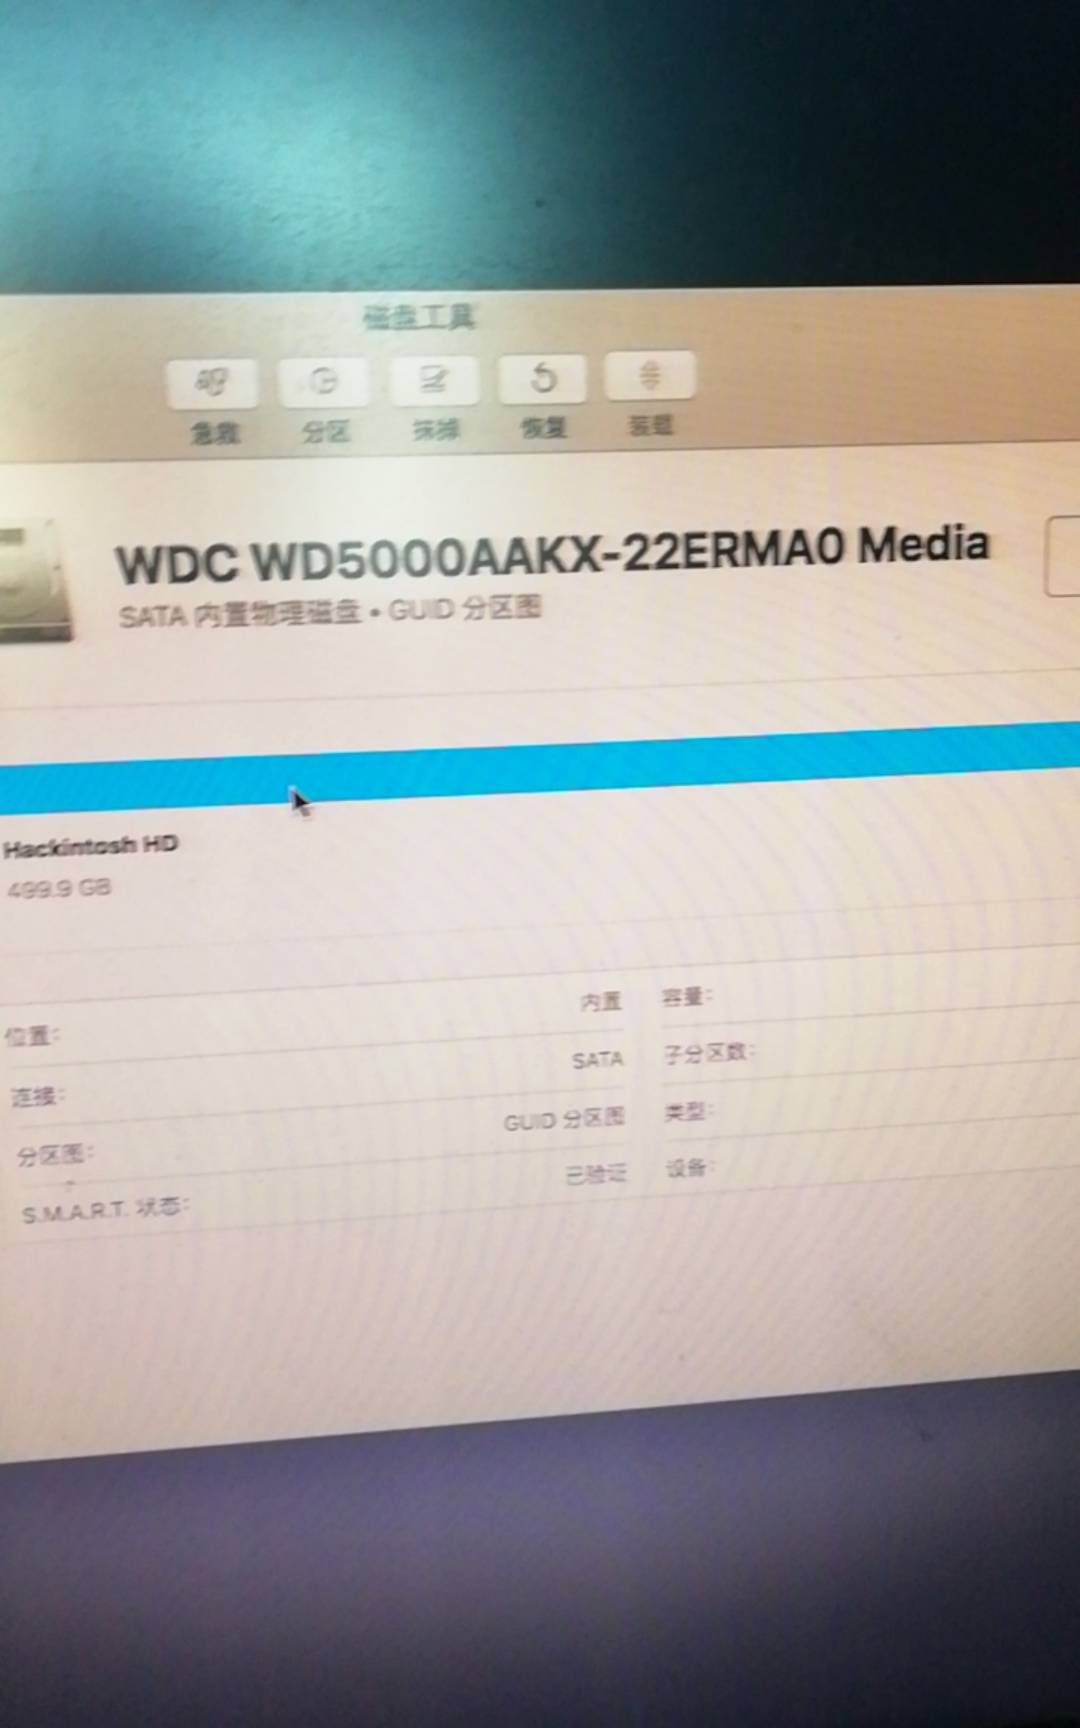 磁盘工具
急救 分区 抹掉 恢复 装载
WDC WD5000AAKX-22ERMA0 Media
SATA 内置物理磁盘 • GUID 分区图
Hackintosh HD
499.9 GB
位置: 内置 容量:
连接: SATA 子分区数:
分区图: GUID 分区图 类型:
S.M.A.R.T. 状态: 已验证 设备: